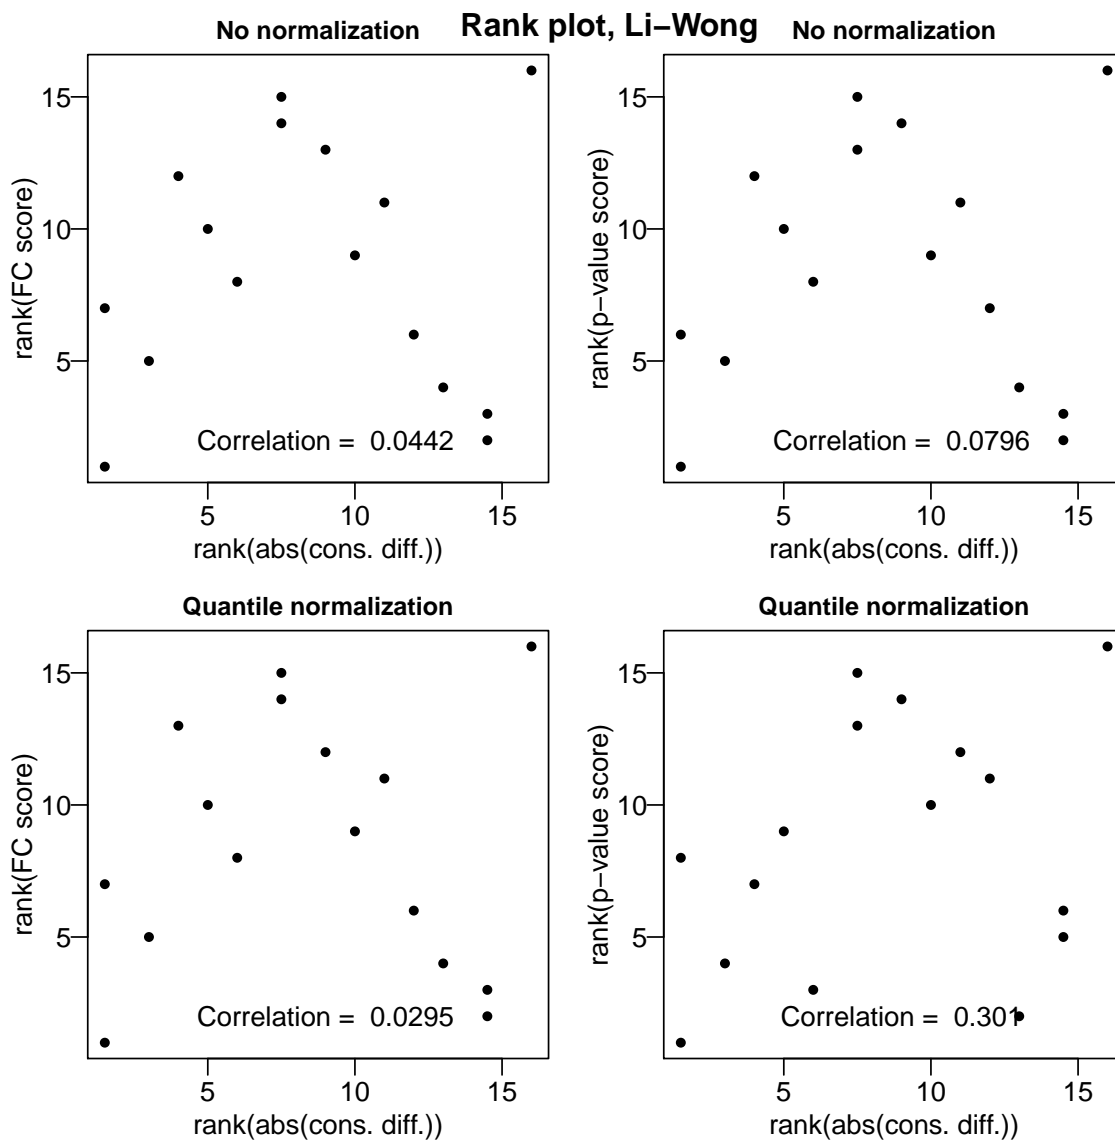 Rank plot, Li−Wong
No normalization
rank(FC score)
15
10
5
Correlation = 0.0442
5 10 15
rank(abs(cons. diff.))
No normalization
rank(p−value score)
15
10
5
Correlation = 0.0796
5 10 15
rank(abs(cons. diff.))
Quantile normalization
rank(FC score)
15
10
5
Correlation = 0.0295
5 10 15
rank(abs(cons. diff.))
Quantile normalization
rank(p−value score)
15
10
5
Correlation = 0.301
5 10 15
rank(abs(cons. diff.))